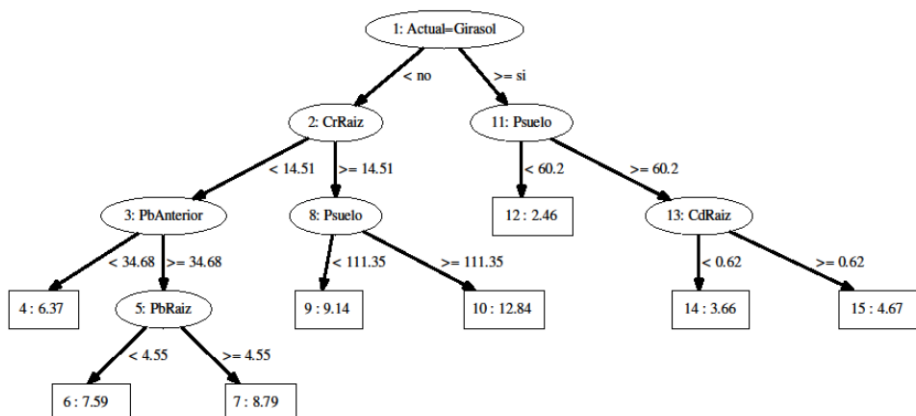 1: Actual=Girasol
< no
>= si
2: CrRaiz
11: Psuelo
< 14.51
>= 14.51
< 60.2
>= 60.2
3: PbAnterior
8: Psuelo
12 : 2.46
13: CdRaiz
< 34.68
>= 34.68
< 111.35
>= 111.35
< 0.62
>= 0.62
4 : 6.37
5: PbRaiz
9 : 9.14
10 : 12.84
14 : 3.66
15 : 4.67
< 4.55
>= 4.55
6 : 7.59
7 : 8.79